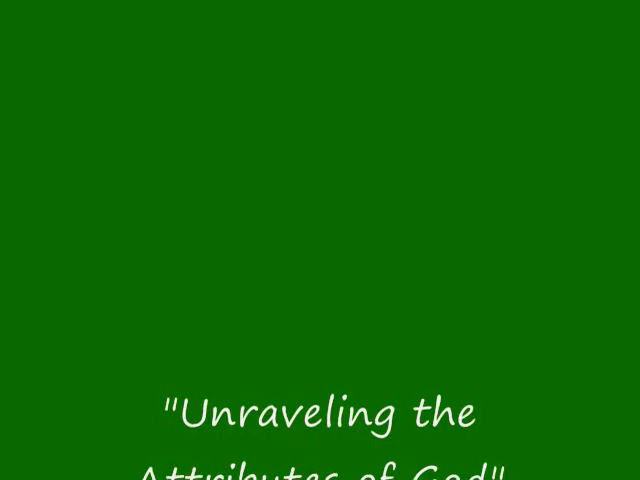 "Unraveling the
Attributes of God"